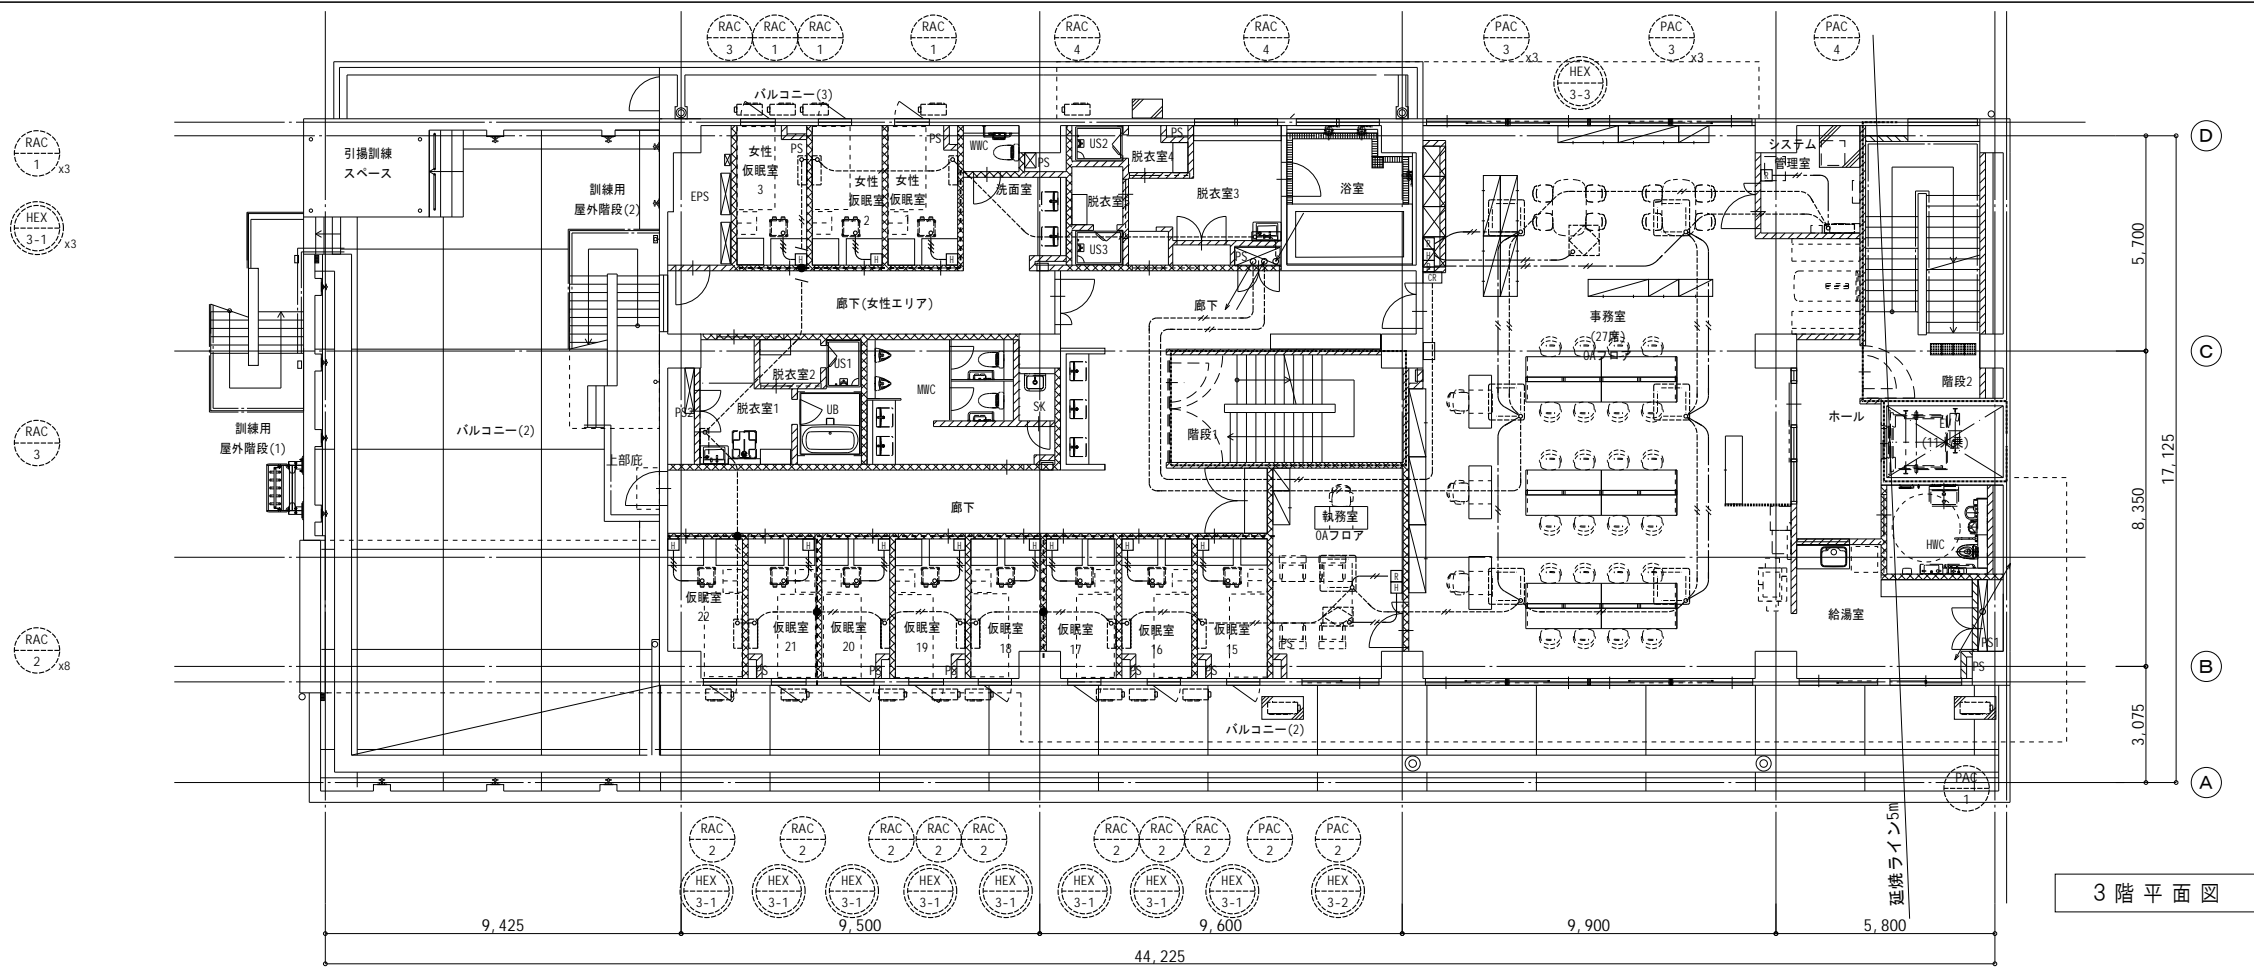 RAC
3
RAC
1
RAC
1
RAC
1
RAC
4
RAC
4
PAC
3
x3
PAC
3
x3
PAC
4
HEX
3-3
RAC
1
x3
HEX
3-1
x3
RAC
3
RAC
2
x8
バルコニー(3)
引揚訓練
スペース
訓練用
屋外階段(2)
EPS
女性
仮眠室
3
PS
女性
仮眠室
2
女性
仮眠室
PS
WWC
PS
洗面室
US2
脱衣室4
PS
脱衣室
US3
脱衣室3
PS
浴室
CR
システム
管理室
R
H
H
H
廊下(女性エリア)
廊下
事務室
(27席)
OAフロア
階段2
ホール
EV
(11人乗)
HWC
給湯室
PS1
PS
脱衣室2
US1
脱衣室1
PS2
UB
MWC
SK
階段1
訓練用
屋外階段(1)
バルコニー(2)
上部庇
廊下
執務室
OAフロア
R
H
H
H
H
H
H
H
H
H
仮眠室
22
仮眠室
21
仮眠室
20
仮眠室
19
仮眠室
18
仮眠室
17
仮眠室
16
仮眠室
15
PS
PS
PS
PS
PS
PS
バルコニー(2)
延焼ライン5m
PAC
1
D
C
B
A
5,700
8,350
3,075
17,125
RAC
2
RAC
2
RAC
2
RAC
2
RAC
2
RAC
2
RAC
2
RAC
2
PAC
2
PAC
2
HEX
3-1
HEX
3-1
HEX
3-1
HEX
3-1
HEX
3-1
HEX
3-1
HEX
3-1
HEX
3-1
HEX
3-2
9,425
9,500
9,600
9,900
5,800
44,225
3階平面図